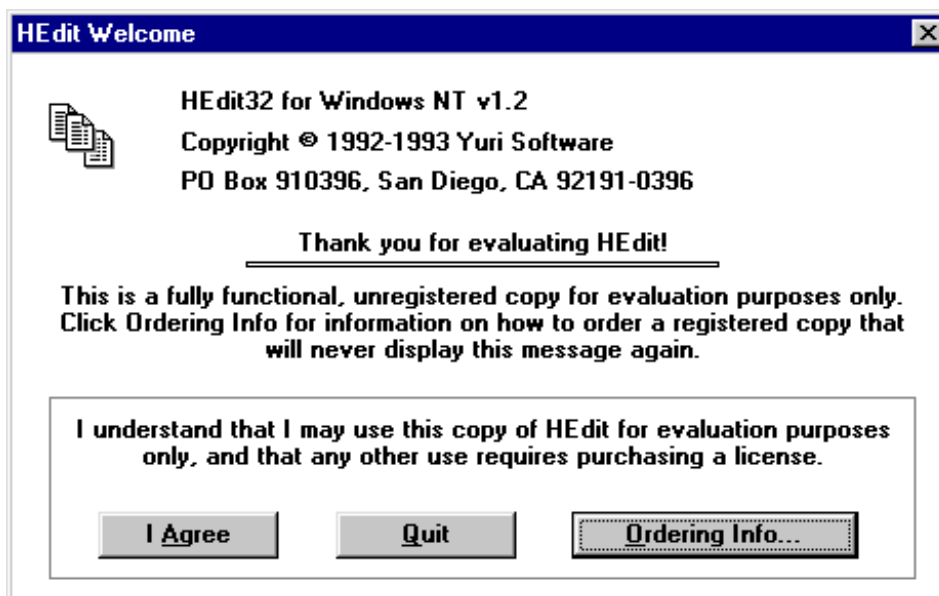 HEdit Welcome
HEdit32 for Windows NT v1.2
Copyright © 1992-1993 Yuri Software
PO Box 910396, San Diego, CA 92191-0396
Thank you for evaluating HEdit!
This is a fully functional, unregistered copy for evaluation purposes only.
Click Ordering Info for information on how to order a registered copy that
will never display this message again.
I understand that I may use this copy of HEdit for evaluation purposes
only, and that any other use requires purchasing a license.
I Agree Quit Ordering Info...